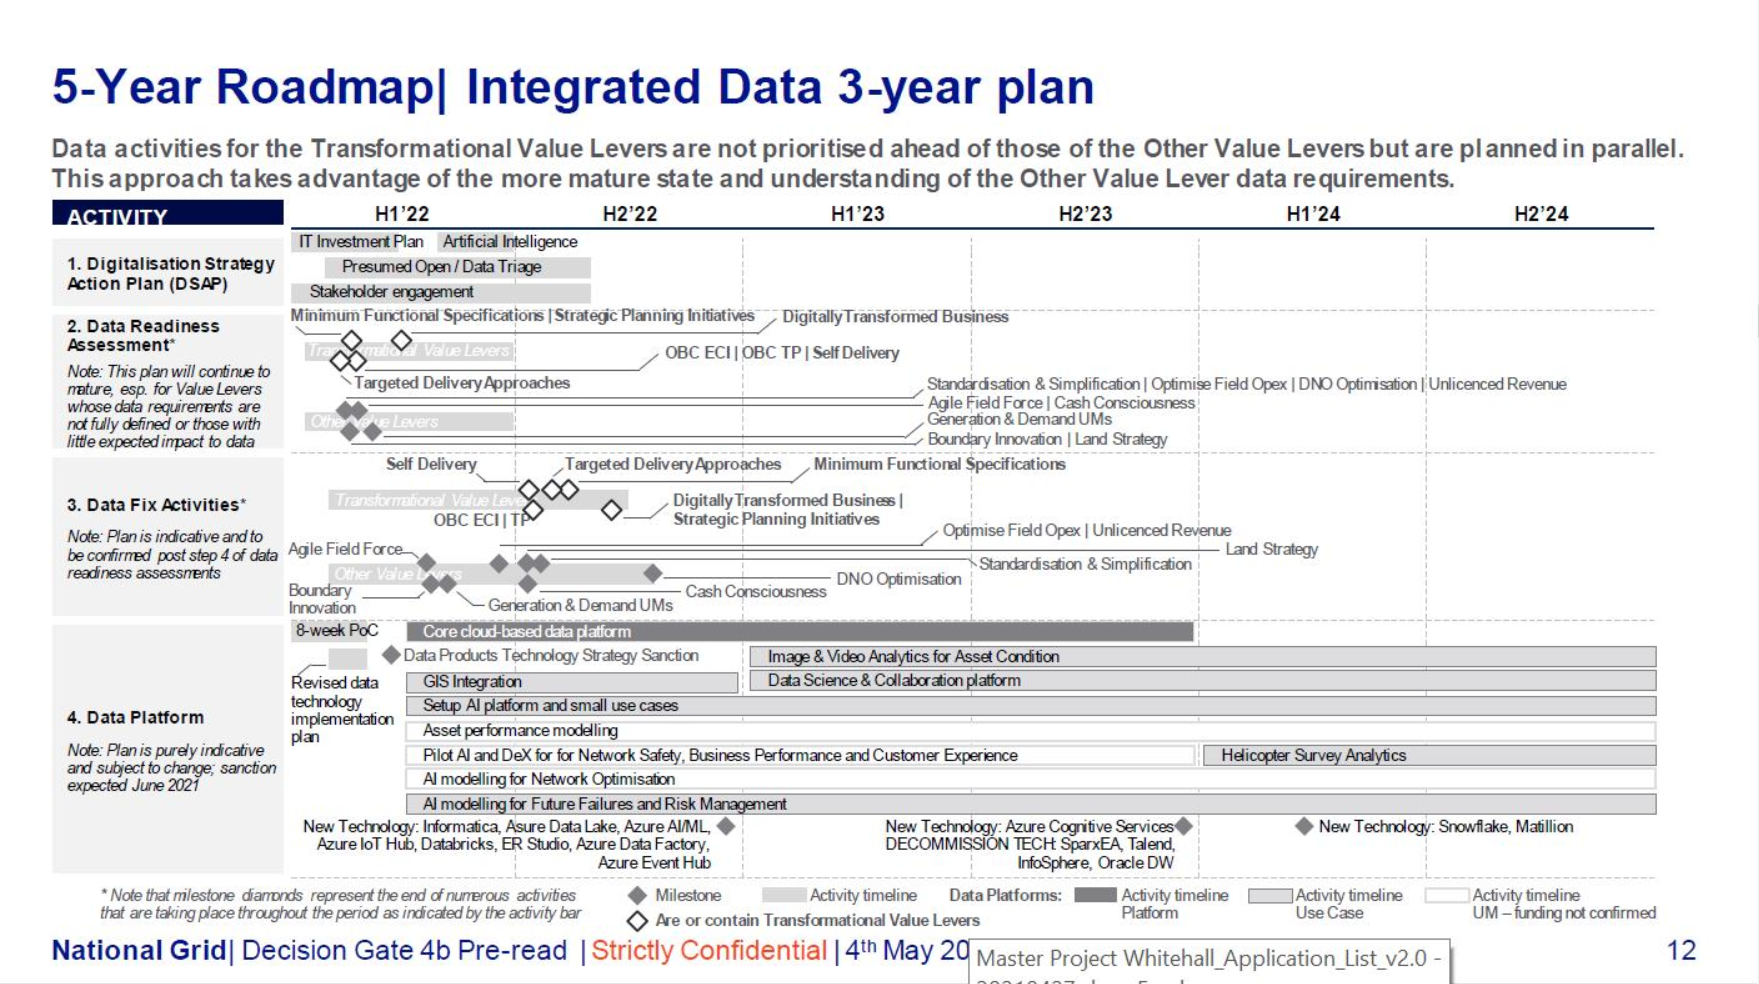 5-Year Roadmap| Integrated Data 3-year plan
Data activities for the Transformational Value Levers are not prioritised ahead of those of the Other Value Levers but are planned in parallel.
This approach takes advantage of the more mature state and understanding of the Other Value Lever data requirements.
ACTIVITY
H1'22
H2'22
H1'23
H2'23
H1'24
H2'24
1. Digitalisation Strategy
Action Plan (DSAP)
IT Investment Plan
Artificial Intelligence
Presumed Open / Data Triage
Stakeholder engagement
2. Data Readiness
Assessment*
Note: This plan will continue to
mature, esp. for Value Levers
whose data requirements are
not fully defined or those with
little expected impact to data
Minimum Functional Specifications | Strategic Planning Initiatives
Digitally Transformed Business
Transformational Value Levers
OBC ECI | OBC TP | Self Delivery
Targeted Delivery Approaches
Standardisation & Simplification | Optimise Field Opex | DNO Optimisation | Unlicenced Revenue
Agile Field Force | Cash Consciousness
Other Value Levers
Generation & Demand UMs
Boundary Innovation | Land Strategy
3. Data Fix Activities*
Note: Plan is indicative and to
be confirmed post step 4 of data
readiness assessments
Self Delivery
Targeted Delivery Approaches
Minimum Functional Specifications
Transformational Value Leve
Digitally Transformed Business |
Strategic Planning Initiatives
OBC ECI | TP
Optimise Field Opex | Unlicenced Revenue
Agile Field Force
Land Strategy
Standardisation & Simplification
Other Value Levers
DNO Optimisation
Boundary
Innovation
Cash Consciousness
Generation & Demand UMs
4. Data Platform
Note: Plan is purely indicative
and subject to change; sanction
expected June 2021
8-week PoC
Core cloud-based data platform
Data Products Technology Strategy Sanction
Image & Video Analytics for Asset Condition
Revised data
technology
implementation
plan
GIS Integration
Data Science & Collaboration platform
Setup AI platform and small use cases
Asset performance modelling
Pilot AI and DeX for for Network Safety, Business Performance and Customer Experience
Helicopter Survey Analytics
AI modelling for Network Optimisation
AI modelling for Future Failures and Risk Management
New Technology: Informatica, Asure Data Lake, Azure AI/ML,
Azure IoT Hub, Databricks, ER Studio, Azure Data Factory,
Azure Event Hub
New Technology: Azure Cognitive Services
DECOMMISSION TECH: SparxEA, Talend,
InfoSphere, Oracle DW
New Technology: Snowflake, Matillion
* Note that milestone diamonds represent the end of numerous activities
that are taking place throughout the period as indicated by the activity bar
Milestone
Activity timeline
Data Platforms:
Activity timeline
Platform
Activity timeline
Use Case
Activity timeline
UM – funding not confirmed
Are or contain Transformational Value Levers
National Grid| Decision Gate 4b Pre-read | Strictly Confidential | 4th May 20
Master Project Whitehall_Application_List_v2.0 -
12